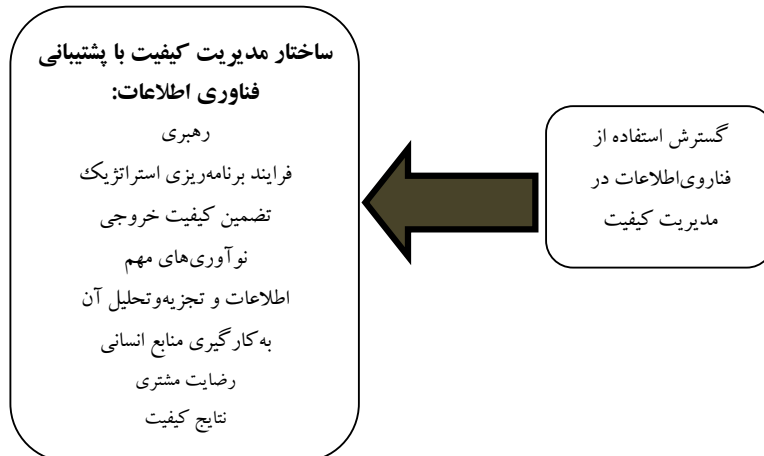 ساختار مدیریت کیفیت با پشتیبانی
فناوری اطلاعات:
رهبری
فرایند برنامه‌ریزی استراتژیک
تضمین کیفیت خروجی
نوآوری‌های مهم
اطلاعات و تجزیه‌وتحلیل آن
به‌کارگیری منابع انسانی
رضایت مشتری
نتایج کیفیت
گسترش استفاده از
فناروی‌اطلاعات در
مدیریت کیفیت